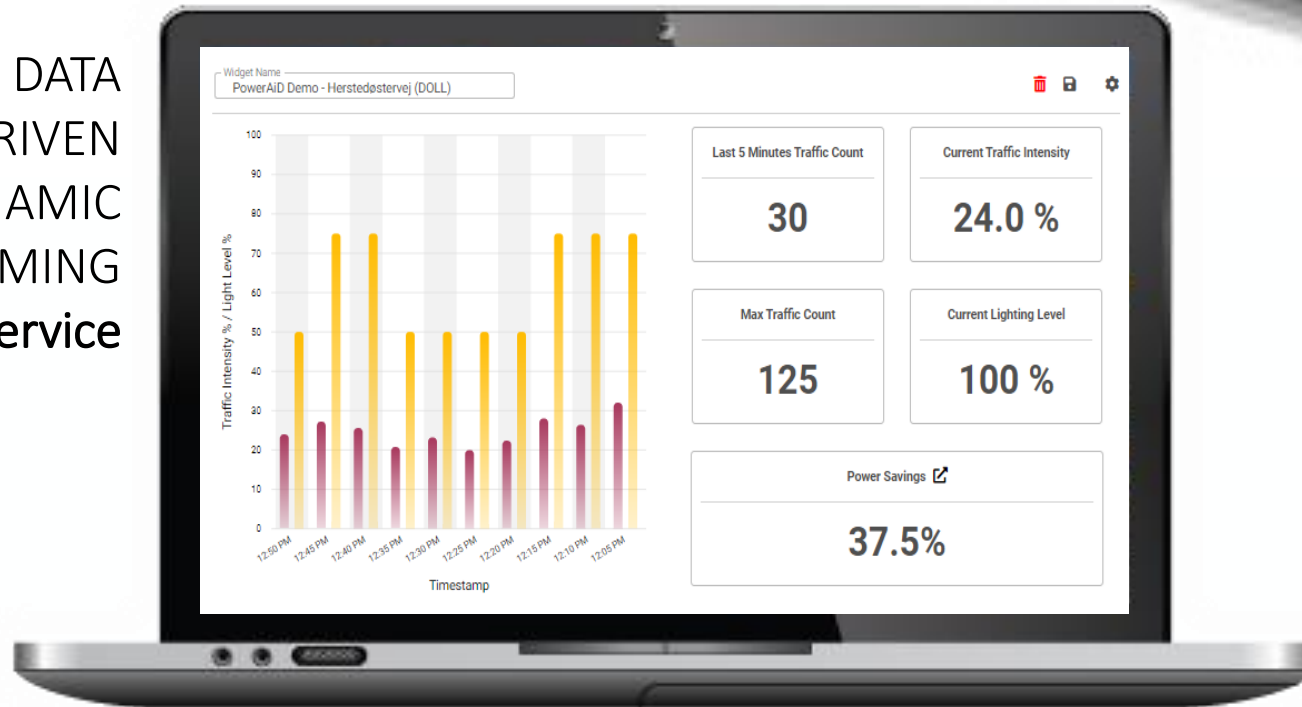 DATA
RIVEN
AMIC
MING
ervice
Widget Name
PowerAiD Demo - Herstedøstervej (DOLL)
100
90
80
70
60
50
40
30
20
10
0
Traffic Intensity % / Light Level %
12:50 PM
12:45 PM
12:40 PM
12:35 PM
12:30 PM
12:25 PM
12:20 PM
12:15 PM
12:10 PM
12:05 PM
Timestamp
Last 5 Minutes Traffic Count
30
Current Traffic Intensity
24.0 %
Max Traffic Count
125
Current Lighting Level
100 %
Power Savings
37.5%